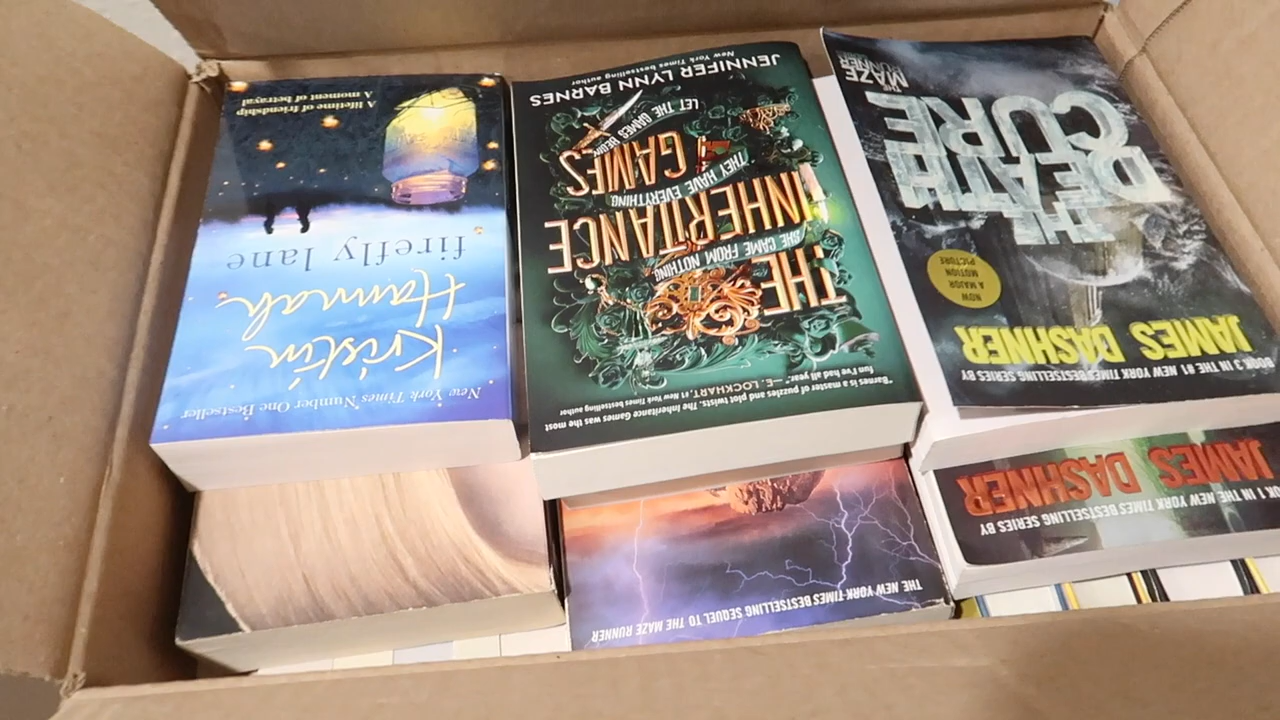 A lifetime of friendship
A moment of betrayal
firefly lane
Kristin
Hannah
New York Times Number One Bestseller
New York Times bestselling author
JENNIFER LYNN BARNES
LET THE GAMES BEGIN
THEY HAVE EVERYTHING
SHE CAME FROM NOTHING
THE
INHERITANCE
GAMES
"Barnes is a master of puzzles and plot twists. The Inheritance Games was the most
fun I've had all year."—E. LOCKHART, #1 New York Times bestselling author
THE
MAZE
RUNNER
THE
DEATH
CURE
NOW
A MAJOR
MOTION
PICTURE
JAMES DASHNER
BOOK 3 IN THE #1 NEW YORK TIMES BESTSELLING SERIES BY
THE NEW YORK TIMES BESTSELLING SEQUEL TO THE MAZE RUNNER
BOOK 1 IN THE NEW YORK TIMES BESTSELLING SERIES BY
JAMES DASHNER